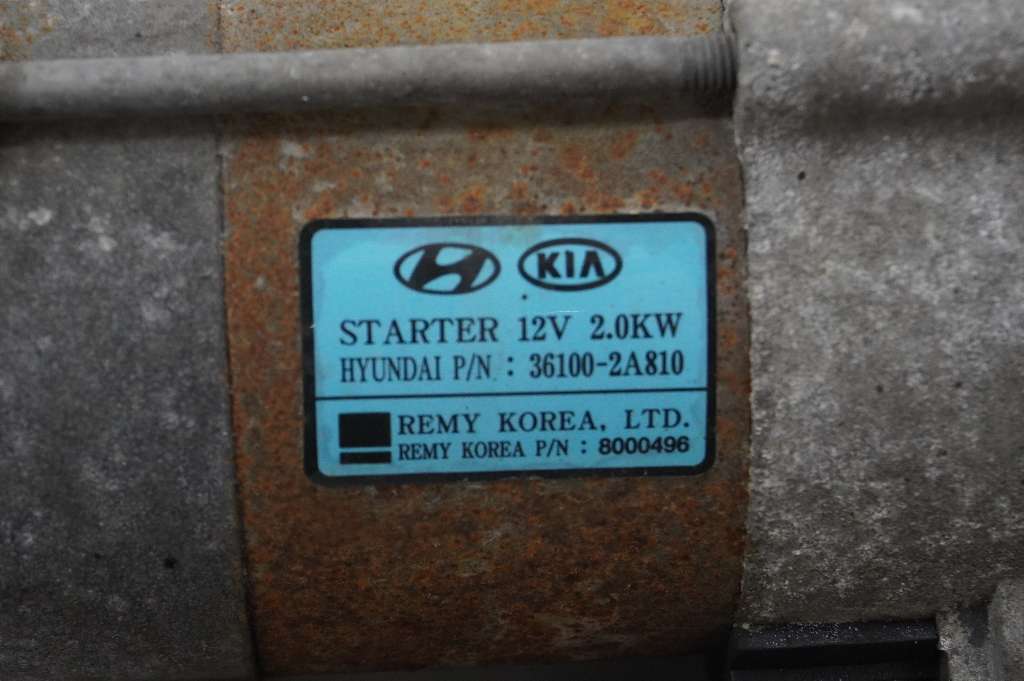 KIA
STARTER 12V 2.0KW
HYUNDAI P/N : 36100-2A810
REMY KOREA, LTD.
REMY KOREA P/N : 8000496